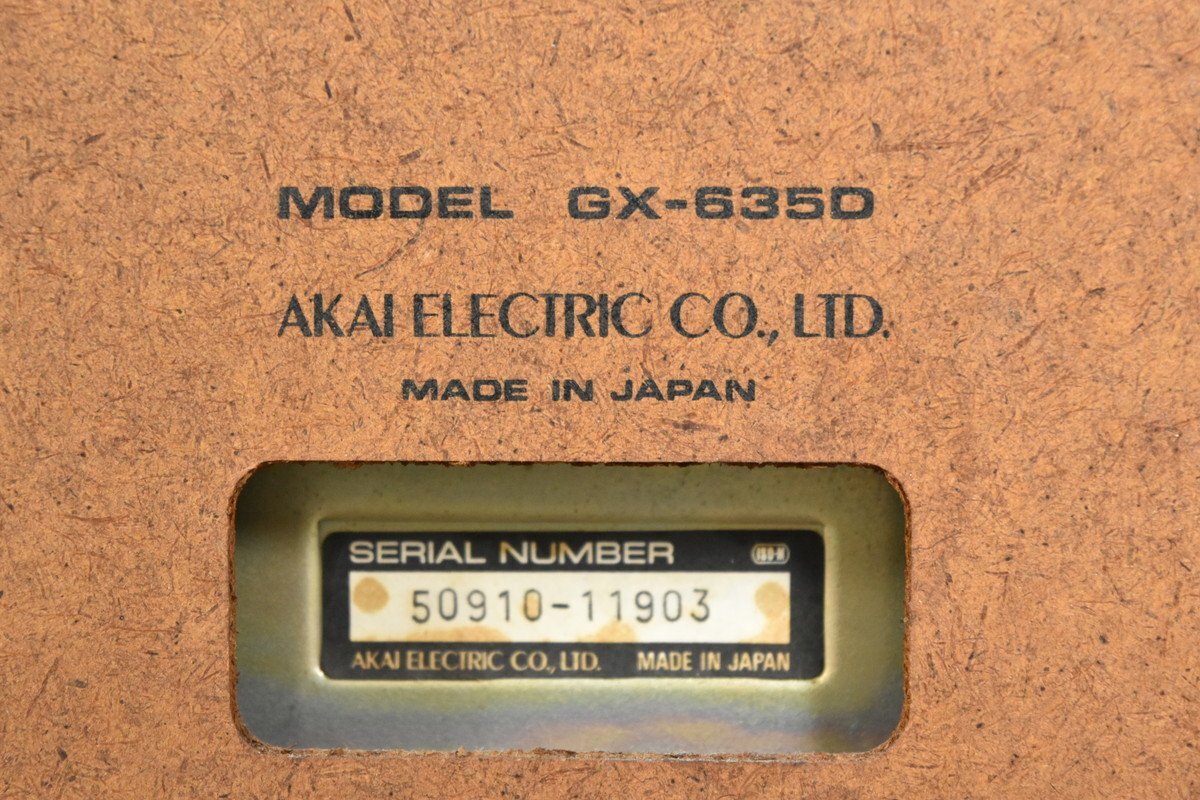 MODEL GX-635D
AKAI ELECTRIC CO., LTD.
MADE IN JAPAN
SERIAL NUMBER
50910-11903
AKAI ELECTRIC CO., LTD. MADE IN JAPAN